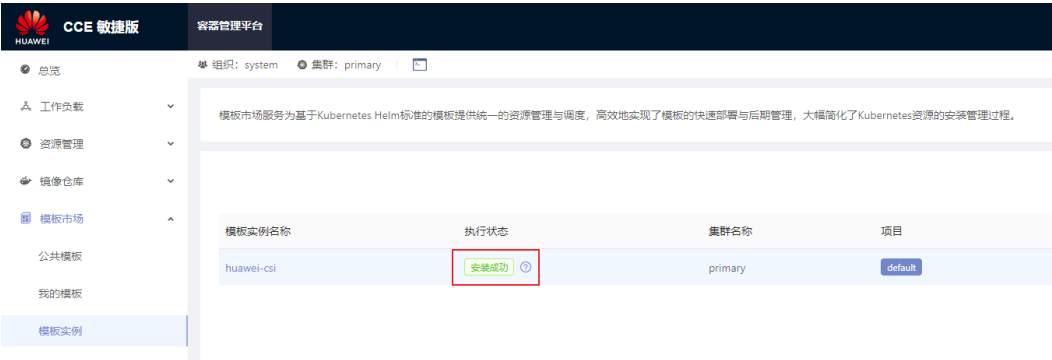 HUAWEI
CCE 敏捷版
容器管理平台
总览
组织：system
集群：primary
工作负载
模板市场服务为基于Kubernetes Helm标准的模板提供统一的资源管理与调度，高效地实现了模板的快速部署与后期管理，大幅简化了Kubernetes资源的安装管理过程。
资源管理
镜像仓库
模板市场
模板实例名称 执行状态 集群名称 项目
公共模板
huawei-csi 安装成功 primary default
我的模板
模板实例